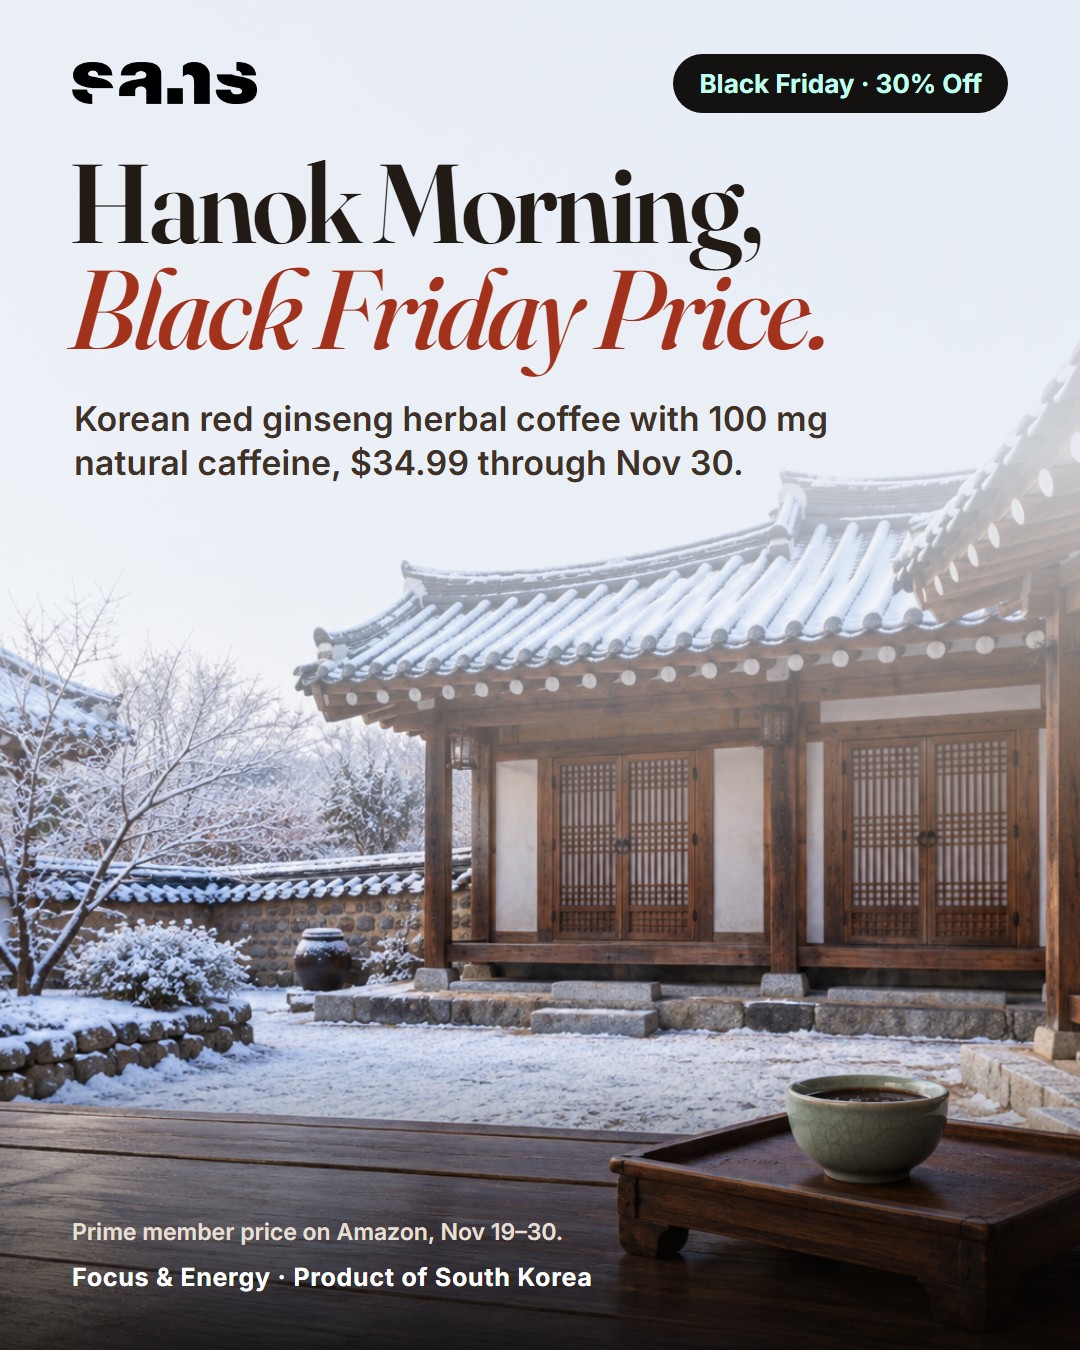 sans
Black Friday · 30% Off
Hanok Morning,
Black Friday Price.
Korean red ginseng herbal coffee with 100 mg
natural caffeine, $34.99 through Nov 30.
Prime member price on Amazon, Nov 19–30.
Focus & Energy · Product of South Korea